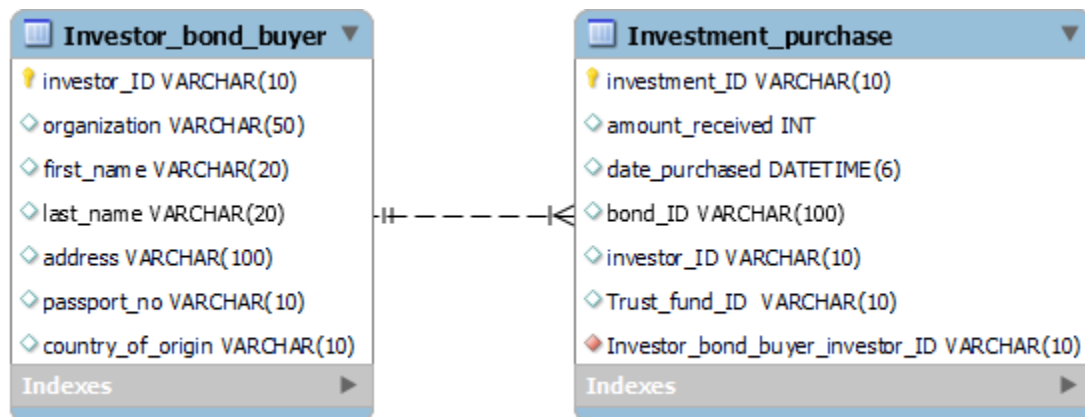 Investor_bond_buyer
investor_ID VARCHAR(10)
organization VARCHAR(50)
first_name VARCHAR(20)
last_name VARCHAR(20)
address VARCHAR(100)
passport_no VARCHAR(10)
country_of_origin VARCHAR(10)
Indexes
Investment_purchase
investment_ID VARCHAR(10)
amount_received INT
date_purchased DATETIME(6)
bond_ID VARCHAR(100)
investor_ID VARCHAR(10)
Trust_fund_ID VARCHAR(10)
Investor_bond_buyer_investor_ID VARCHAR(10)
Indexes